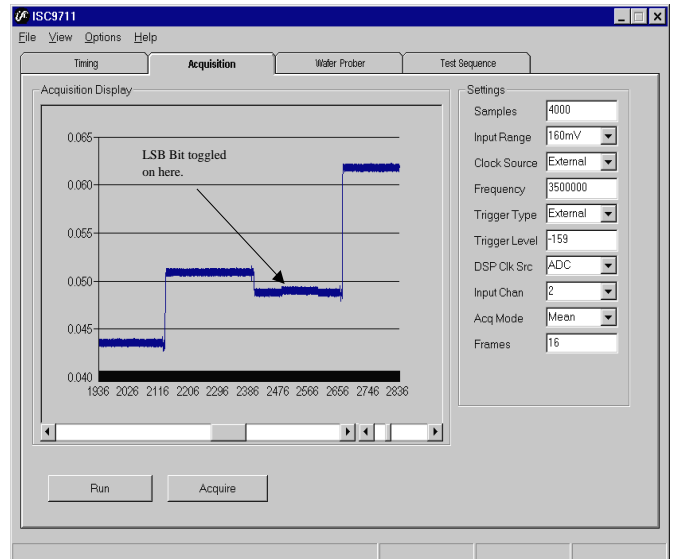 ISC9711
File View Options Help
Timing Acquisition Wafer Prober Test Sequence
Acquisition Display
0.065
0.060
0.055
0.050
0.045
0.040
1936 2026 2116 2206 2296 2386 2476 2566 2656 2746 2836
LSB Bit toggled
on here.
Settings
Samples 4000
Input Range 160mV
Clock Source External
Frequency 3500000
Trigger Type External
Trigger Level -159
DSP Clk Src ADC
Input Chan 2
Acq Mode Mean
Frames 16
Run Acquire